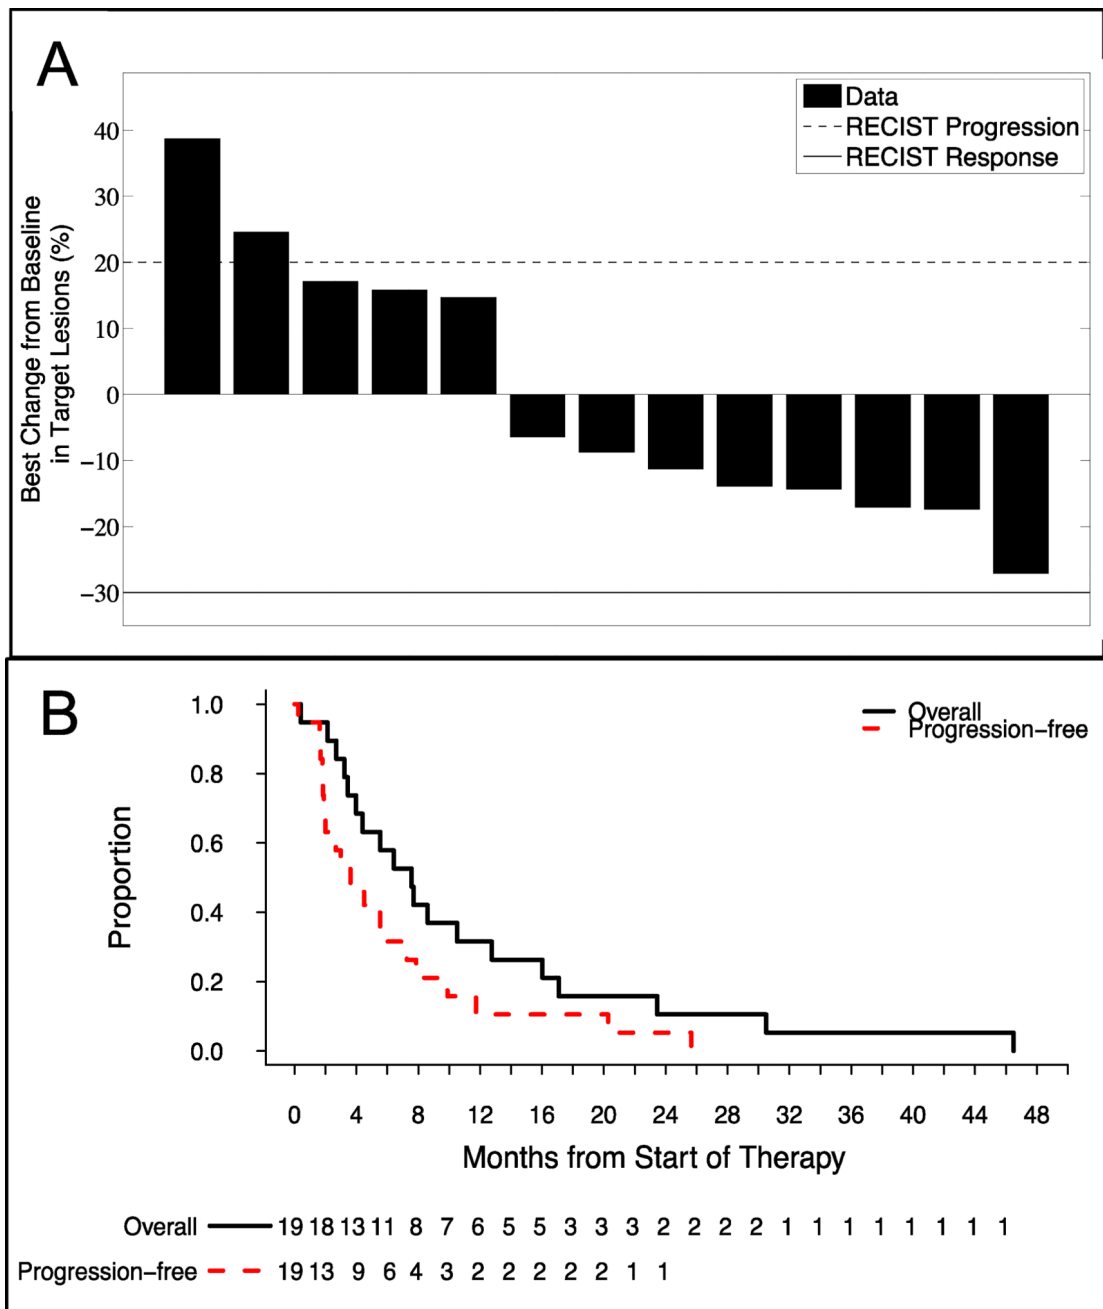 A
Data
RECIST Progression
RECIST Response
40
30
20
10
0
−10
−20
−30
Best Change from Baseline
in Target Lesions (%)
B
Overall
Progression−free
1.0
0.8
0.6
0.4
0.2
0.0
Proportion
0 4 8 12 16 20 24 28 32 36 40 44 48
Months from Start of Therapy
Overall 19 18 13 11 8 7 6 5 5 3 3 3 2 2 2 2 1 1 1 1 1 1 1 1
Progression−free 19 13 9 6 4 3 2 2 2 2 2 1 1